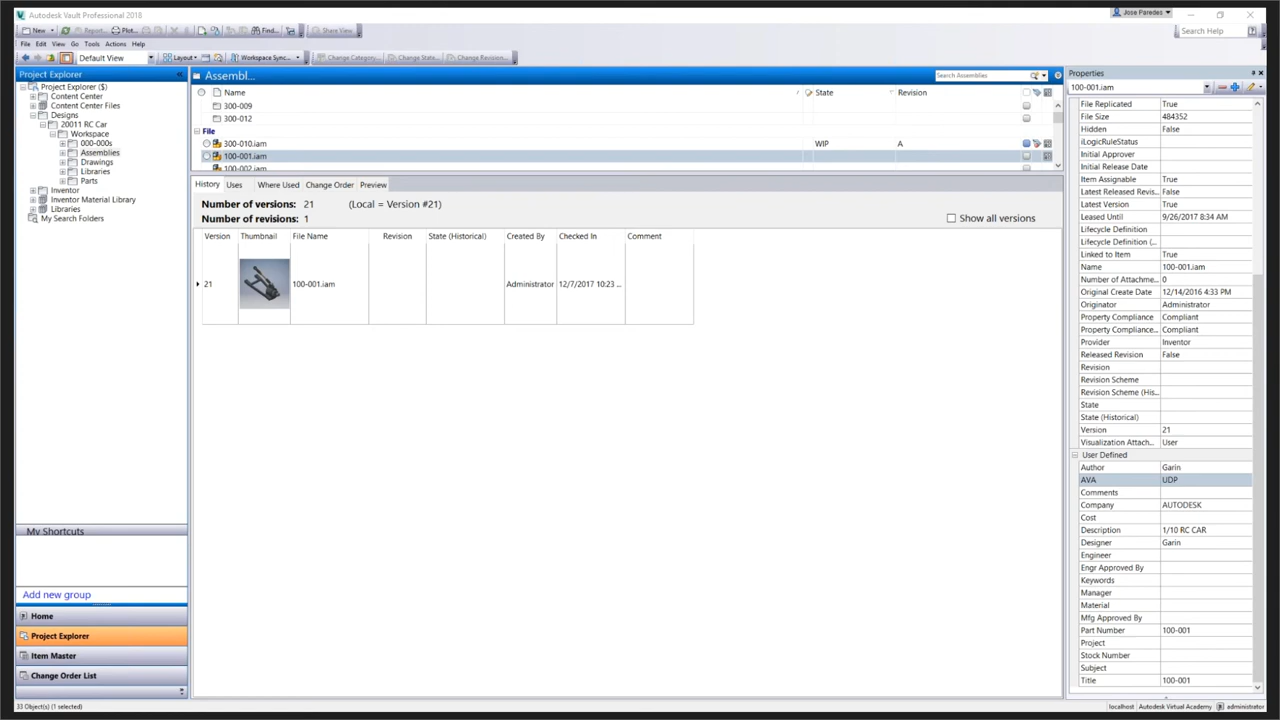 Autodesk Vault Professional 2018
Jose Paredes
New Report... Plot... Find... Share View
Search Help
File Edit View Go Tools Actions Help
Default View Layout Workspace Sync... Change Category... Change State... Change Revision...
Project Explorer
Project Explorer ($)
Content Center
Content Center Files
Designs
20011 RC Car
Workspace
000-000s
Assemblies
Drawings
Libraries
Parts
Inventor
Inventor Material Library
Libraries
My Search Folders
My Shortcuts
Add new group
Home
Project Explorer
Item Master
Change Order List
33 Object(s) (1 selected)
Assembl...
Search Assemblies
Name State Revision
300-009
300-012
File
300-010.iam WIP A
100-001.iam
100-002.iam
History Uses Where Used Change Order Preview
Number of versions: 21 (Local = Version #21)
Number of revisions: 1
Show all versions
Version Thumbnail File Name Revision State (Historical) Created By Checked In Comment
21 100-001.iam Administrator 12/7/2017 10:23 ...
Properties
100-001.iam
File Replicated True
File Size 484352
Hidden False
iLogicRuleStatus
Initial Approver
Initial Release Date
Item Assignable True
Latest Released Revis... False
Latest Version True
Leased Until 9/26/2017 8:34 AM
Lifecycle Definition
Lifecycle Definition (...
Linked to Item True
Name 100-001.iam
Number of Attachme... 0
Original Create Date 12/14/2016 4:33 PM
Originator Administrator
Property Compliance Compliant
Property Compliance... Compliant
Provider Inventor
Released Revision False
Revision
Revision Scheme
Revision Scheme (His...
State
State (Historical)
Version 21
Visualization Attach... User
User Defined
Author Garin
AVA UDP
Comments
Company AUTODESK
Cost
Description 1/10 RC CAR
Designer Garin
Engineer
Engr Approved By
Keywords
Manager
Material
Mfg Approved By
Part Number 100-001
Project
Stock Number
Subject
Title 100-001
localhost Autodesk Virtual Academy administrator